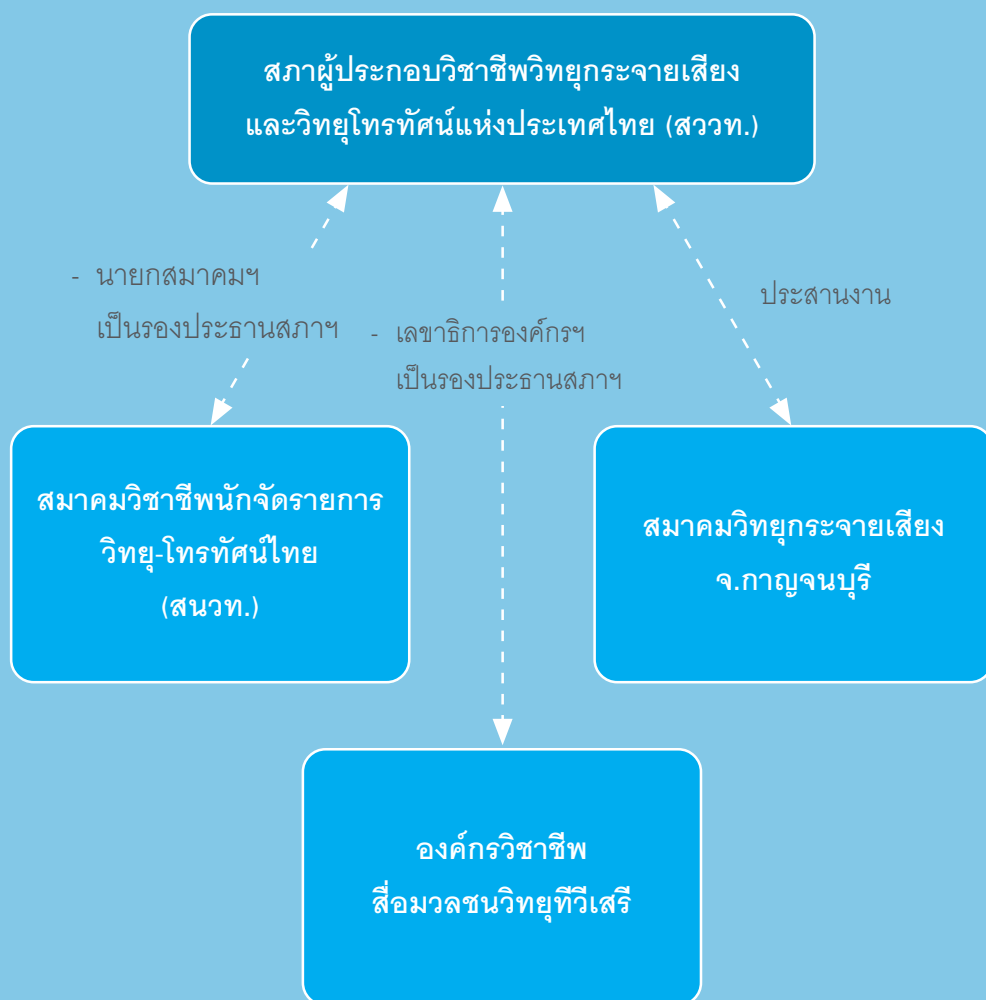 สภาผู้ประกอบวิชาชีพวิทยุกระจายเสียง
และวิทยุโทรทัศน์แห่งประเทศไทย (สววท.)
- นายกสมาคมฯ
เป็นรองประธานสภาฯ
- เลขาธิการองค์กรฯ
เป็นรองประธานสภาฯ
ประสานงาน
สมาคมวิชาชีพนักจัดรายการ
วิทยุ-โทรทัศน์ไทย
(สนวท.)
สมาคมวิทยุกระจายเสียง
จ.กาญจนบุรี
องค์กรวิชาชีพ
สื่อมวลชนวิทยุทีวีเสรี